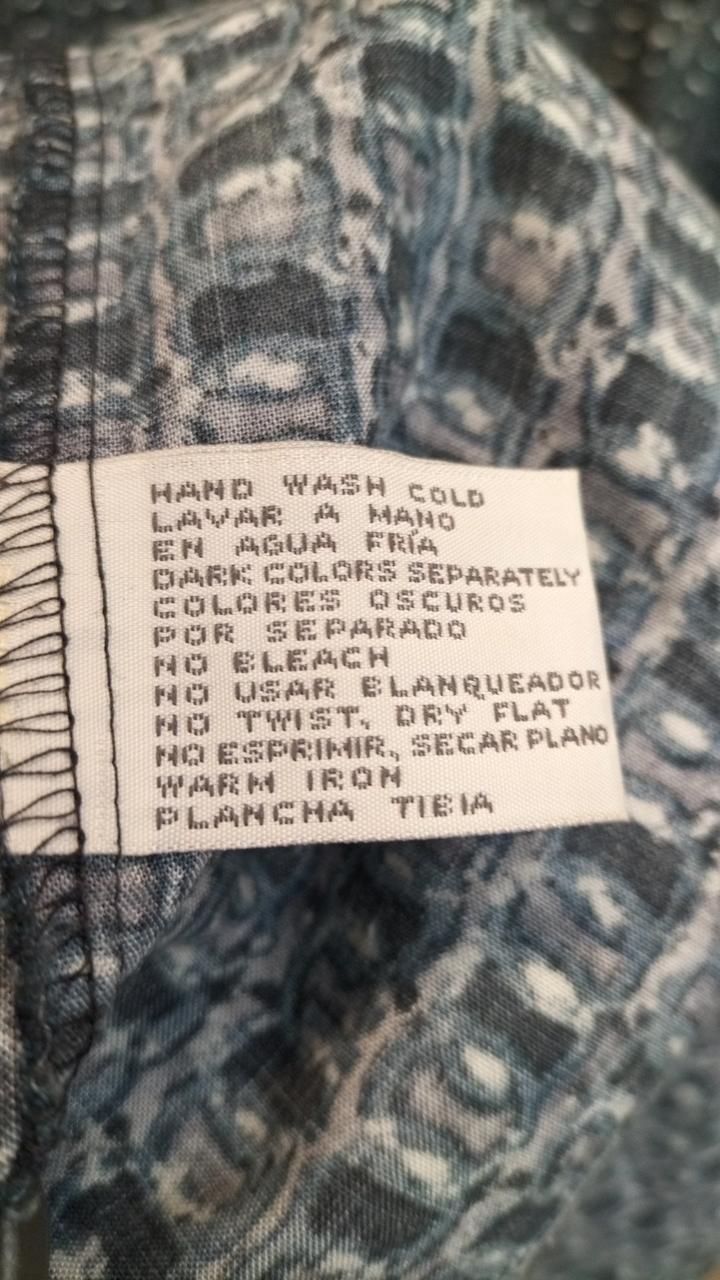 HAND WASH COLD
LAVAR A MANO
EN AGUA FRÍA
DARK COLORS SEPARATELY
COLORES OSCUROS
POR SEPARADO
NO BLEACH
NO USAR BLANQUEADOR
NO TWIST, DRY FLAT
NO ESPRIMIR, SECAR PLANO
WARM IRON
PLANCHA TIBIA